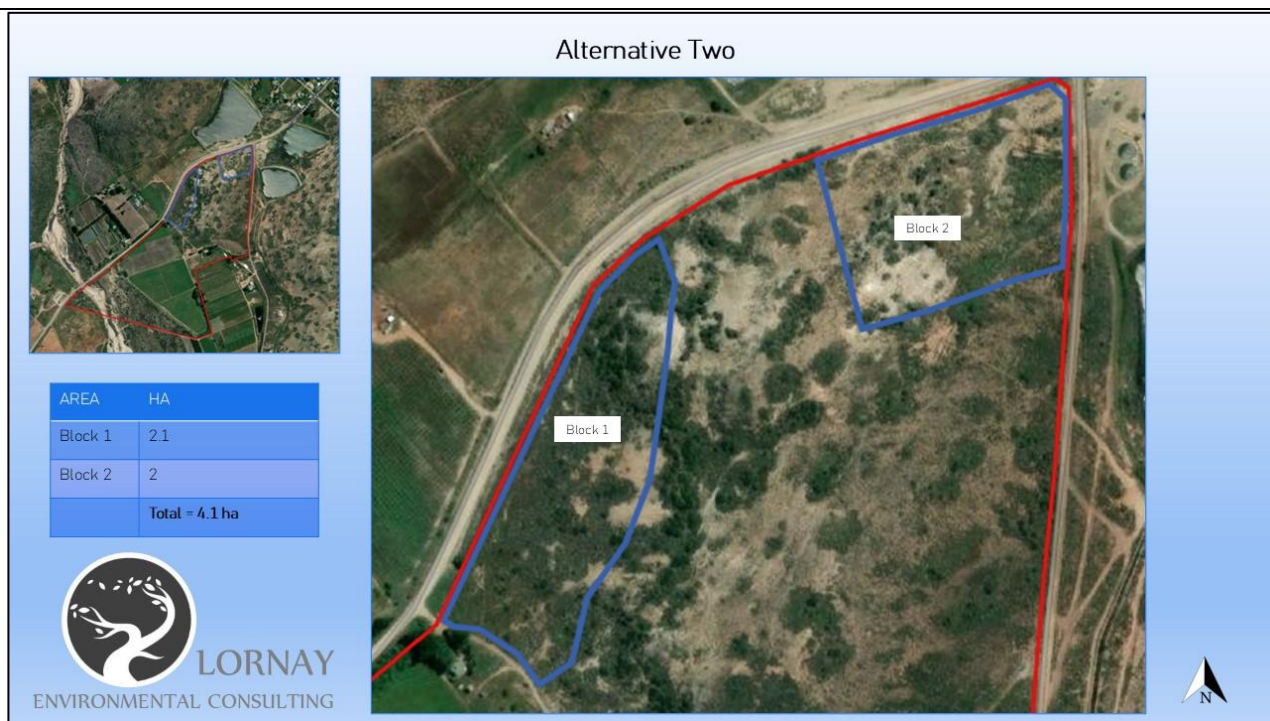 Alternative Two
Block 2
Block 1
AREA HA
Block 1 2.1
Block 2 2
Total = 4.1 ha
LORNAY
ENVIRONMENTAL CONSULTING
N